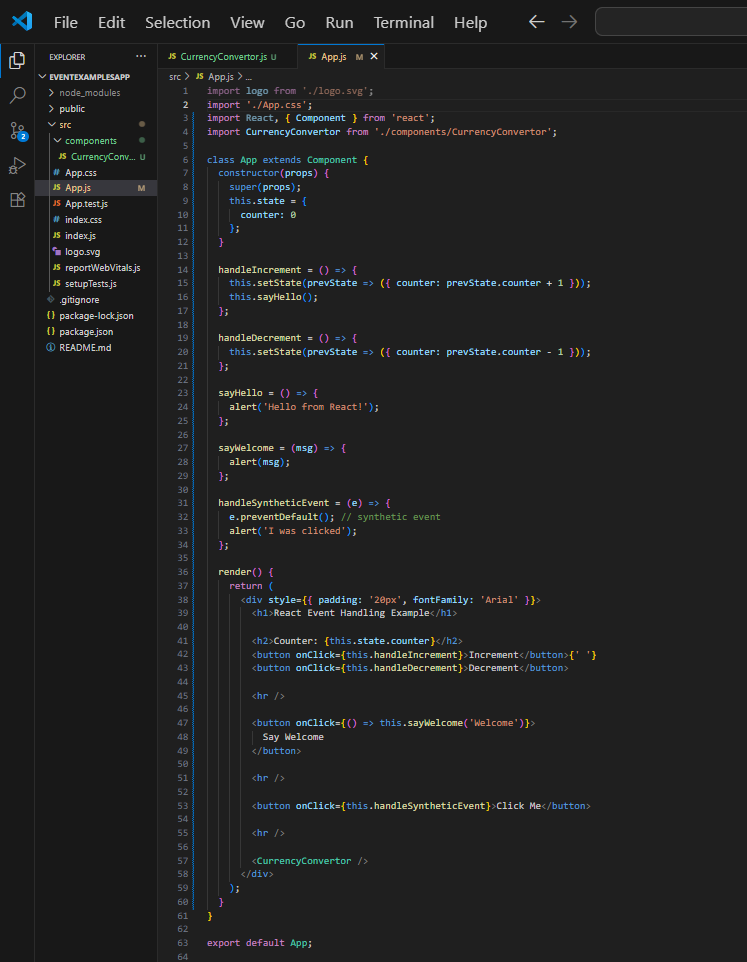 File Edit Selection View Go Run Terminal Help
EXPLORER ...
EVENTEXAMPLESAPP
node_modules
public
src
components
JS CurrencyConv... U
# App.css
JS App.js M
JS App.test.js
# index.css
JS index.js
logo.svg
JS reportWebVitals.js
JS setupTests.js
.gitignore
{} package-lock.json
{} package.json
README.md
2
JS CurrencyConvertor.js U
JS App.js M
src > JS App.js > ...
1 import logo from './logo.svg';
2 import './App.css';
3 import React, { Component } from 'react';
4 import CurrencyConvertor from './components/CurrencyConvertor';
5
6 class App extends Component {
7 constructor(props) {
8 super(props);
9 this.state = {
10 counter: 0
11 };
12 }
13
14 handleIncrement = () => {
15 this.setState(prevState => ({ counter: prevState.counter + 1 }));
16 this.sayHello();
17 };
18
19 handleDecrement = () => {
20 this.setState(prevState => ({ counter: prevState.counter - 1 }));
21 };
22
23 sayHello = () => {
24 alert('Hello from React!');
25 };
26
27 sayWelcome = (msg) => {
28 alert(msg);
29 };
30
31 handleSyntheticEvent = (e) => {
32 e.preventDefault(); // synthetic event
33 alert('I was clicked');
34 };
35
36 render() {
37 return (
38 <div style={{ padding: '20px', fontFamily: 'Arial' }}>
39 <h1>React Event Handling Example</h1>
40
41 <h2>Counter: {this.state.counter}</h2>
42 <button onClick={this.handleIncrement}>Increment</button>{' '}
43 <button onClick={this.handleDecrement}>Decrement</button>
44
45 <hr />
46
47 <button onClick={() => this.sayWelcome('Welcome')}>
48 Say Welcome
49 </button>
50
51 <hr />
52
53 <button onClick={this.handleSyntheticEvent}>Click Me</button>
54
55 <hr />
56
57 <CurrencyConvertor />
58 </div>
59 );
60 }
61 }
62
63 export default App;
64